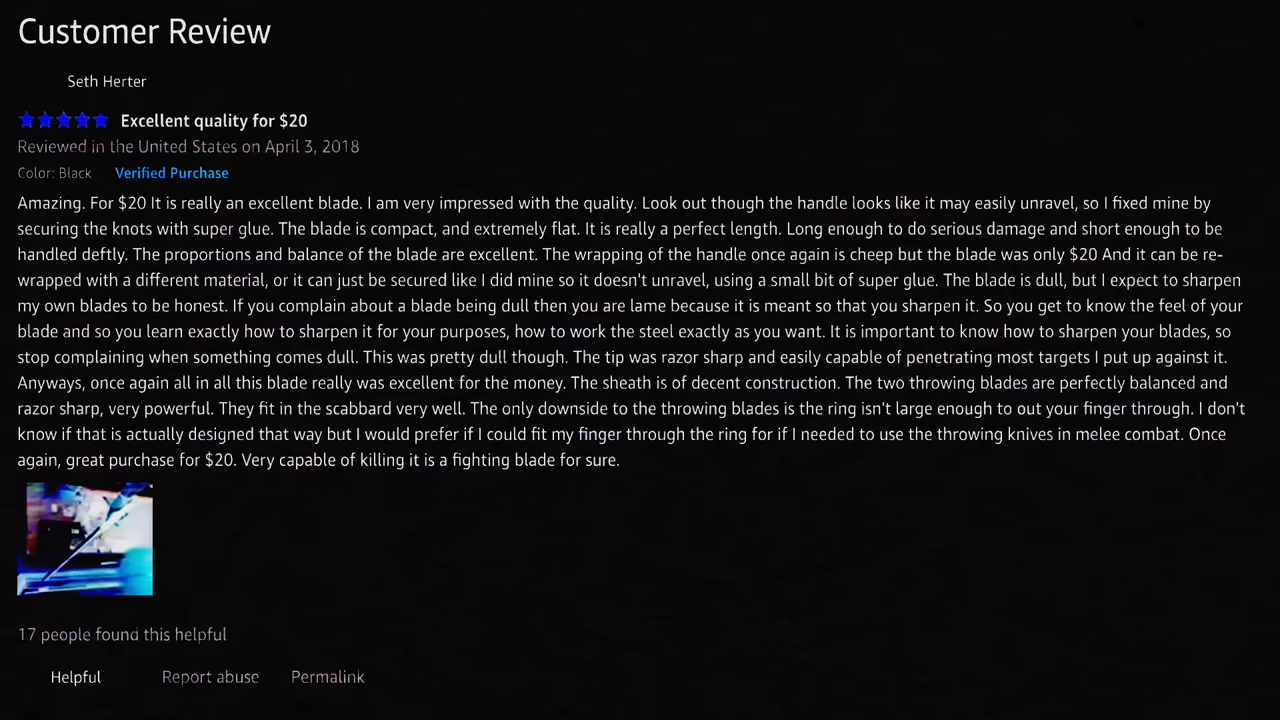 Customer Review
Seth Herter
Excellent quality for $20
Reviewed in the United States on April 3, 2018
Color: Black Verified Purchase
Amazing. For $20 It is really an excellent blade. I am very impressed with the quality. Look out though the handle looks like it may easily unravel, so I fixed mine by
securing the knots with super glue. The blade is compact, and extremely flat. It is really a perfect length. Long enough to do serious damage and short enough to be
handled deftly. The proportions and balance of the blade are excellent. The wrapping of the handle once again is cheep but the blade was only $20 And it can be re-
wrapped with a different material, or it can just be secured like I did mine so it doesn't unravel, using a small bit of super glue. The blade is dull, but I expect to sharpen
my own blades to be honest. If you complain about a blade being dull then you are lame because it is meant so that you sharpen it. So you get to know the feel of your
blade and so you learn exactly how to sharpen it for your purposes, how to work the steel exactly as you want. It is important to know how to sharpen your blades, so
stop complaining when something comes dull. This was pretty dull though. The tip was razor sharp and easily capable of penetrating most targets I put up against it.
Anyways, once again all in all this blade really was excellent for the money. The sheath is of decent construction. The two throwing blades are perfectly balanced and
razor sharp, very powerful. They fit in the scabbard very well. The only downside to the throwing blades is the ring isn't large enough to out your finger through. I don't
know if that is actually designed that way but I would prefer if I could fit my finger through the ring for if I needed to use the throwing knives in melee combat. Once
again, great purchase for $20. Very capable of killing it is a fighting blade for sure.
17 people found this helpful
Helpful Report abuse Permalink